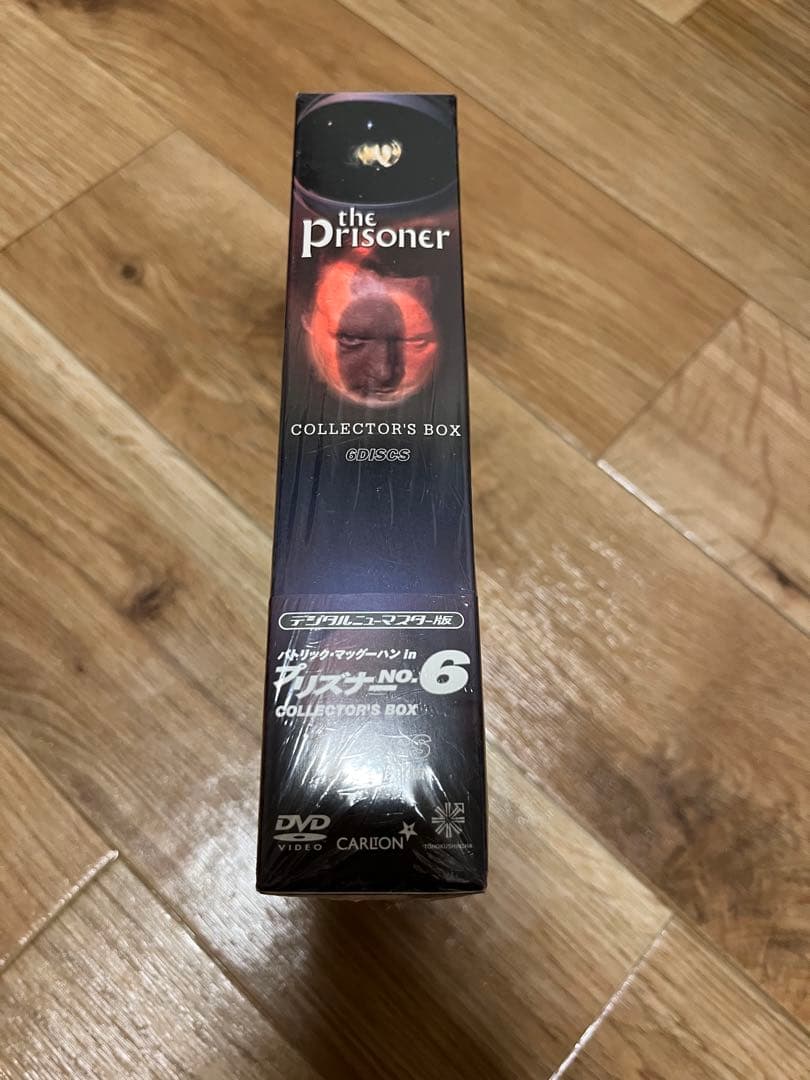 the
Prisoner
COLLECTOR'S BOX
6DISCS
デジタルニューマスター版
パトリック・マッグーハン in
プリズナーNO.6
COLLECTOR'S BOX
DVD
VIDEO
CARLTON
TOHOKUSHINSHA